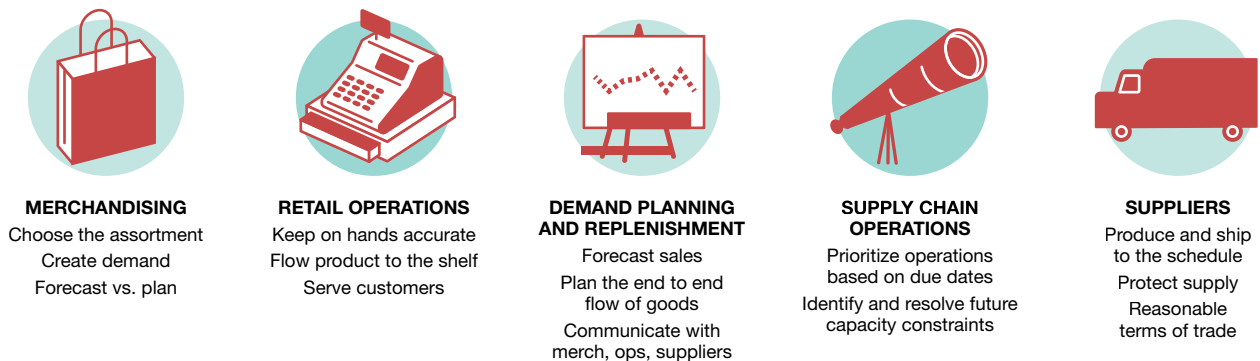 MERCHANDISING
Choose the assortment
Create demand
Forecast vs. plan
RETAIL OPERATIONS
Keep on hands accurate
Flow product to the shelf
Serve customers
DEMAND PLANNING
AND REPLENISHMENT
Forecast sales
Plan the end to end
flow of goods
Communicate with
merch, ops, suppliers
SUPPLY CHAIN
OPERATIONS
Prioritize operations
based on due dates
Identify and resolve future
capacity constraints
SUPPLIERS
Produce and ship
to the schedule
Protect supply
Reasonable
terms of trade